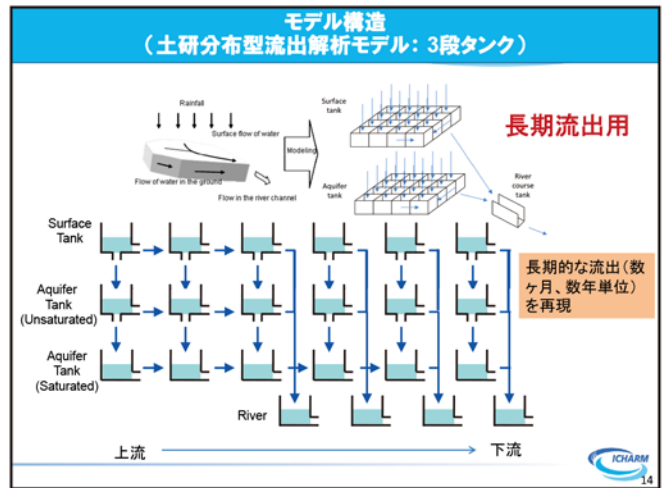 モデル構造
（土研分布型流出解析モデル：3段タンク）
Rainfall
Surface flow of water
Flow of water in the ground
Flow in the river channel
Modeling
Surface
tank
Aquifer
tank
River
course
tank
長期流出用
Surface
Tank
Aquifer
Tank
(Unsaturated)
Aquifer
Tank
(Saturated)
River
長期的な流出（数
ヶ月、数年単位）
を再現
上流
下流
ICHARM
14